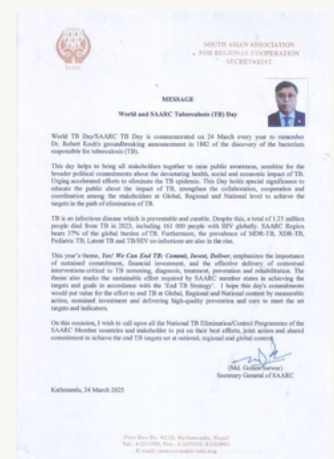 SAARC
SOUTH ASIAN ASSOCIATION
FOR REGIONAL COOPERATION
SECRETARIAT
MESSAGE
World and SAARC Tuberculosis (TB) Day
World TB Day/SAARC TB Day is commemorated on 24 March every year to remember
Dr. Robert Koch's groundbreaking announcement in 1882 of the discovery of the bacterium
responsible for tuberculosis (TB).
This day helps to bring all stakeholders together to raise public awareness, sensitize for the
broader political commitments about the devastating health, social and economic impact of TB.
Urging accelerated efforts to eliminate the TB epidemic. This Day holds special significance to
educate the public about the impact of TB, strengthen the collaboration, cooperation and
coordination among the stakeholders at Global, Regional and National level to achieve the
targets in the path of elimination of TB.
TB is an infectious disease which is preventable and curable. Despite this, a total of 1.25 million
people died from TB in 2023, including 161 000 people with HIV globally. SAARC Region
bears 37% of the global burden of TB. Furthermore, the prevalence of MDR-TB, XDR-TB,
Pediatric TB, Latent TB and TB/HIV co-infections are also in the rise.
This year's theme, Yes! We Can End TB: Commit, Invest, Deliver, emphasizes the importance
of sustained commitment, financial investment, and the effective delivery of contextual
interventions critical to TB screening, diagnosis, treatment, prevention and rehabilitation. The
theme also marks the sustainable effort required by SAARC member states in achieving the
targets and goals in accordance with the 'End TB Strategy'. I hope this day's commitments
would put value for the effort to end TB at Global, Regional and National context by measurable
action, sustained investment and delivering high-quality prevention and care to meet the set
targets and indicators.
On this occasion, I wish to call upon all the National TB Elimination/Control Programmes of the
SAARC Member countries and stakeholders to put on their best efforts, joint action and shared
commitment to achieve the end TB targets set at national, regional and global context.
(Md. Golam Sarwar)
Secretary General of SAARC
Kathmandu, 24 March 2025
Post Box No. 4222, Kathmandu, Nepal